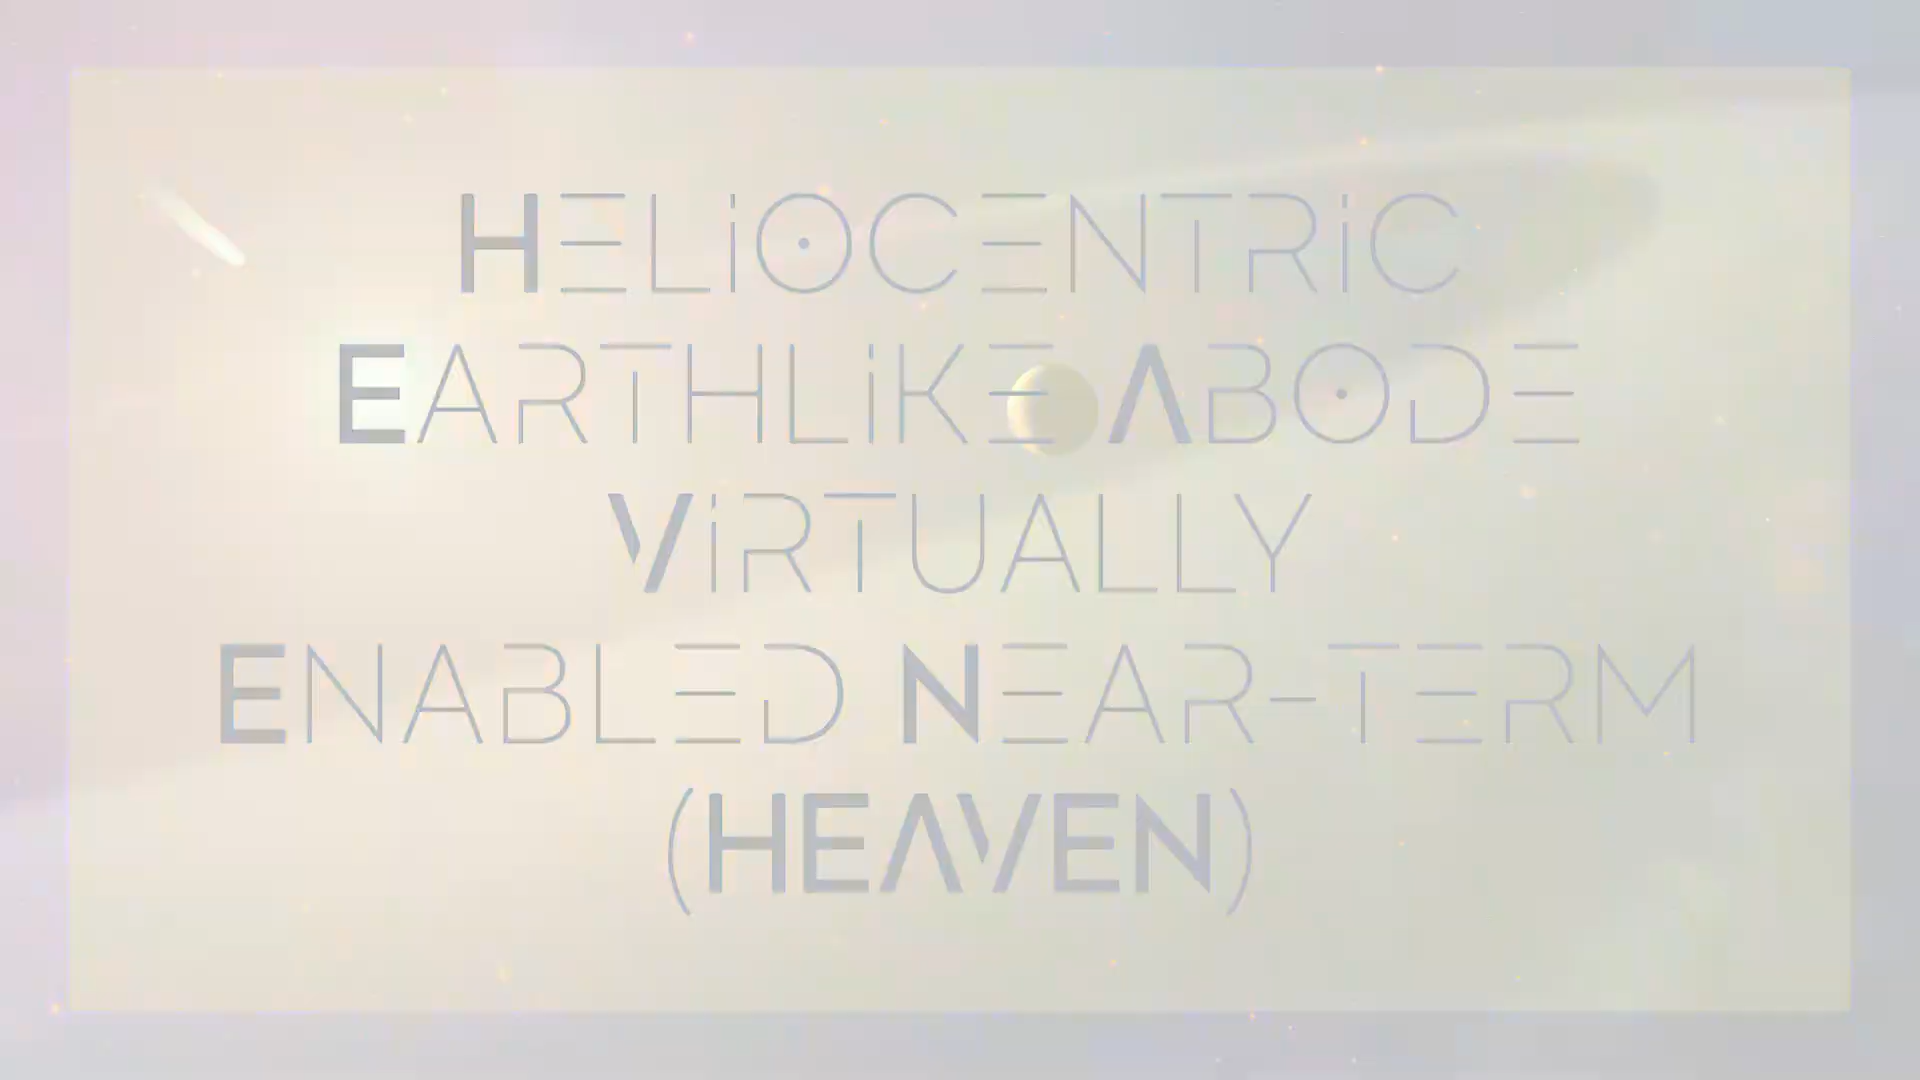 HELiOCENTRiC
EARTHLiKE ABODE
ViRTUALLY
ENABLED NEAR-TERM
(HEAVEN)